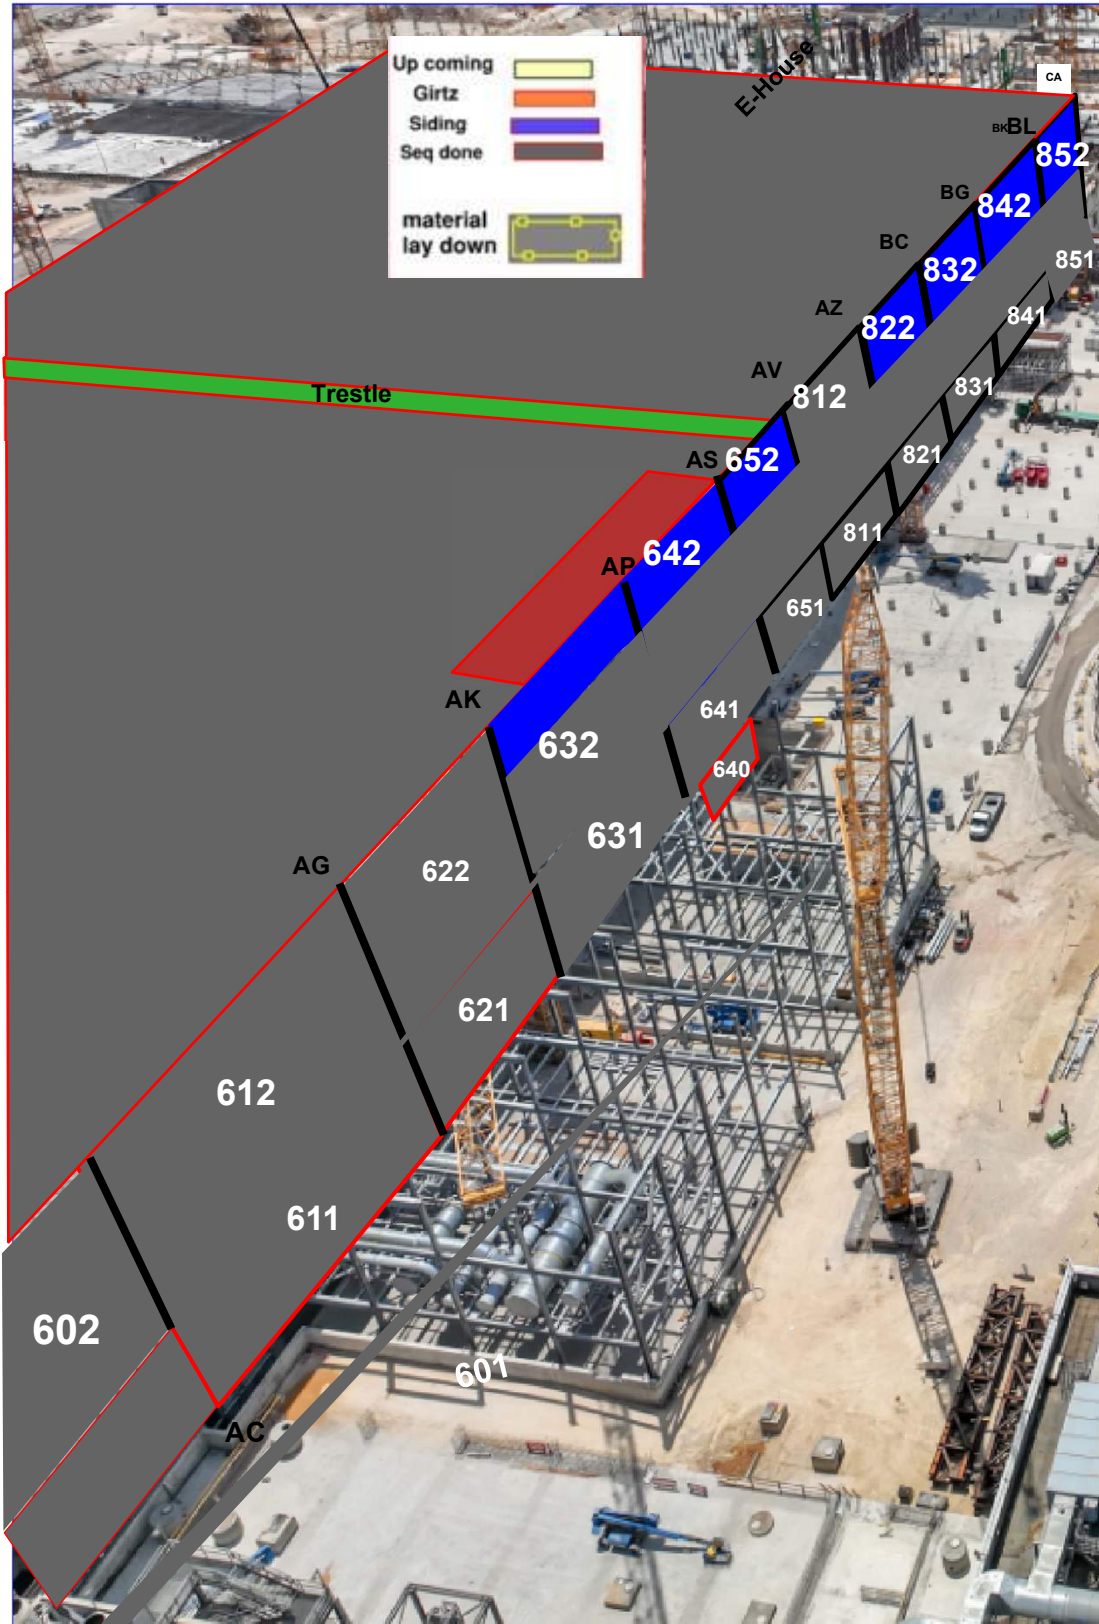 Up coming
Girtz
Siding
Seq done
material
lay down
E-House
CA
BK
BL
852
BG
842
BC
832
851
AZ
822
841
AV
812
831
Trestle
AS
652
821
642
811
AP
651
AK
641
632
640
631
AG
622
621
612
611
602
601
AC